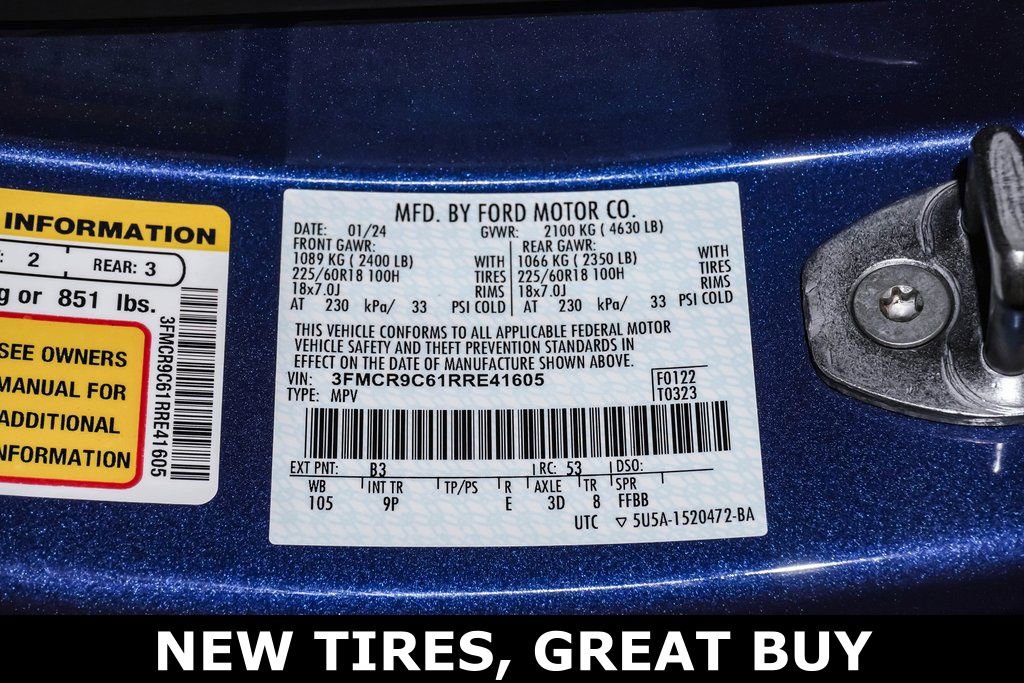 INFORMATION
2
REAR: 3
g or 851 lbs.
SEE OWNERS
MANUAL FOR
ADDITIONAL
INFORMATION
3FMCR9C61RRE41605
MFD. BY FORD MOTOR CO.
DATE: 01/24 GVWR: 2100 KG ( 4630 LB)
FRONT GAWR: REAR GAWR:
1089 KG ( 2400 LB) WITH 1066 KG ( 2350 LB) WITH
225/60R18 100H TIRES 225/60R18 100H TIRES
18x7.0J RIMS 18x7.0J RIMS
AT 230 kPa/ 33 PSI COLD AT 230 kPa/ 33 PSI COLD
THIS VEHICLE CONFORMS TO ALL APPLICABLE FEDERAL MOTOR
VEHICLE SAFETY AND THEFT PREVENTION STANDARDS IN
EFFECT ON THE DATE OF MANUFACTURE SHOWN ABOVE.
VIN: 3FMCR9C61RRE41605 F0122
TYPE: MPV T0323
EXT PNT: B3 RC: 53 DSO:
WB INT TR TP/PS R AXLE TR SPR
105 9P E 3D 8 FFBB
UTC ▽ 5U5A-1520472-BA
NEW TIRES, GREAT BUY